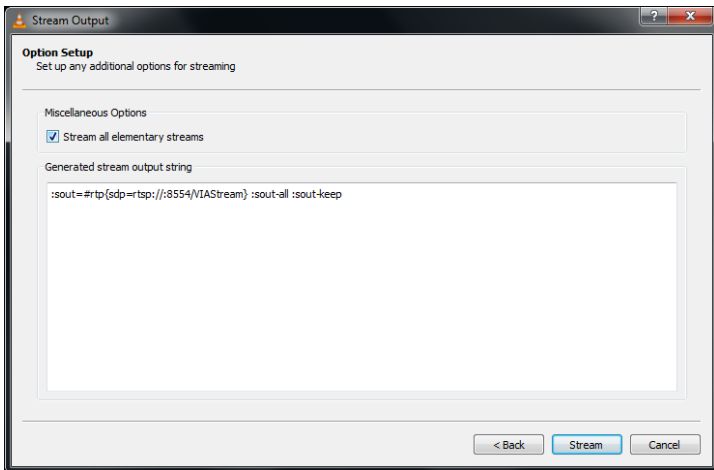 Stream Output
?
X
Option Setup
Set up any additional options for streaming
Miscellaneous Options
Stream all elementary streams
Generated stream output string
:sout=#rtp{sdp=rtsp://:8554/VIAStream} :sout-all :sout-keep
< Back
Stream
Cancel